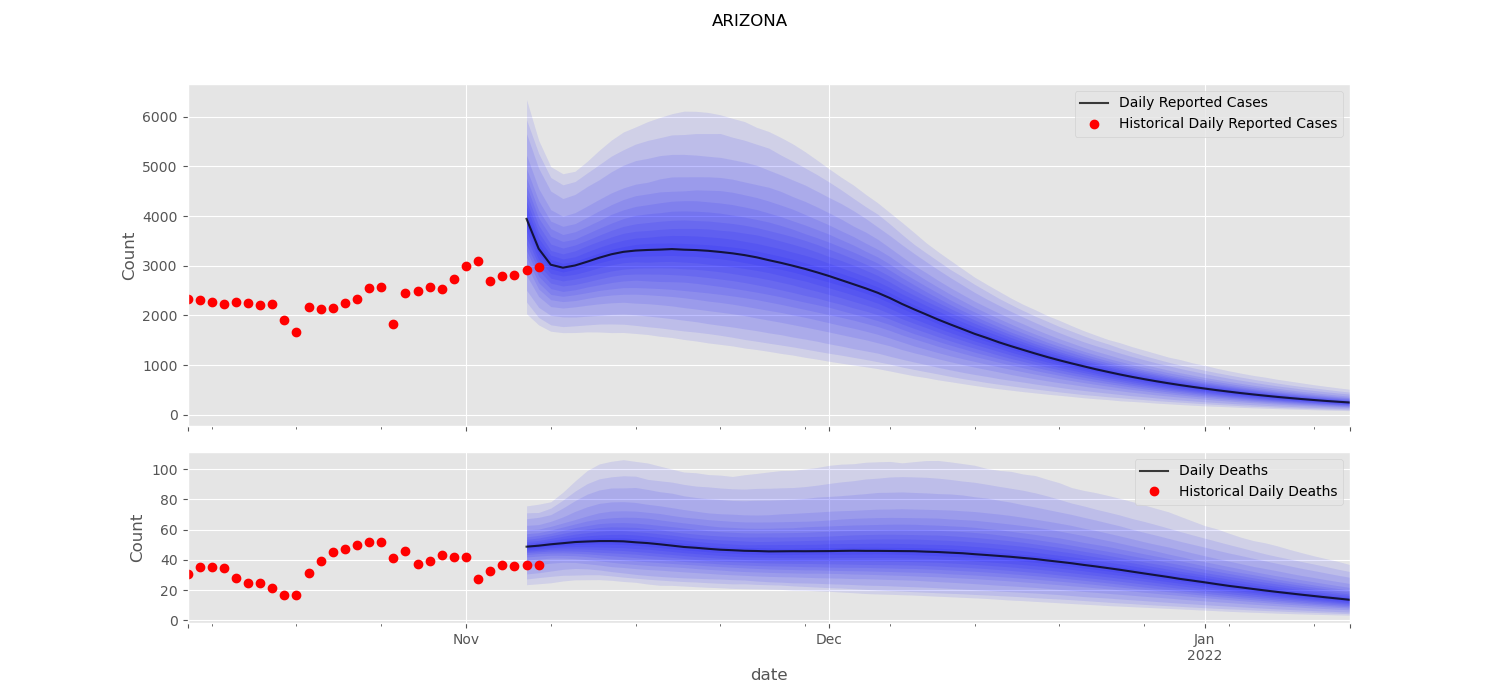 ARIZONA
Count
6000
5000
4000
3000
2000
1000
0
Daily Reported Cases
Historical Daily Reported Cases
Count
100
80
60
40
20
0
Daily Deaths
Historical Daily Deaths
Nov
Dec
Jan
2022
date